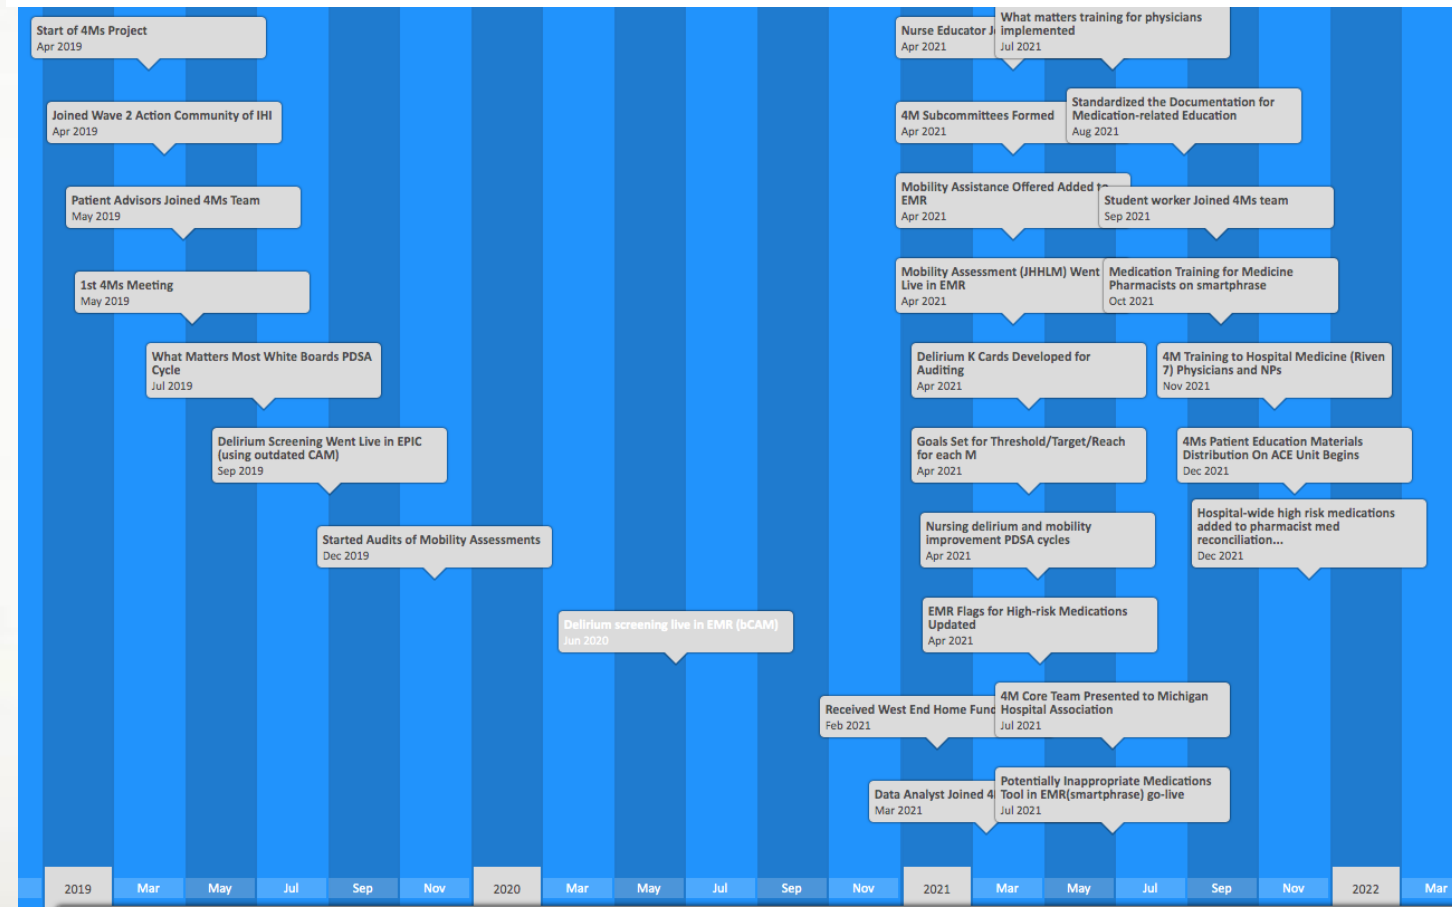 Start of 4Ms Project
Apr 2019
Joined Wave 2 Action Community of IHI
Apr 2019
Patient Advisors Joined 4Ms Team
May 2019
1st 4Ms Meeting
May 2019
What Matters Most White Boards PDSA
Cycle
Jul 2019
Delirium Screening Went Live in EPIC
(using outdated CAM)
Sep 2019
Started Audits of Mobility Assessments
Dec 2019
Delirium screening live in EMR (bCAM)
Jun 2020
Received West End Home Fund
Feb 2021
Data Analyst Joined
Mar 2021
Nurse Educator
Apr 2021
4M Subcommittees Formed
Apr 2021
Mobility Assistance Offered Added to
EMR
Apr 2021
Mobility Assessment (JHHLM) Went
Live in EMR
Apr 2021
Delirium K Cards Developed for
Auditing
Apr 2021
Goals Set for Threshold/Target/Reach
for each M
Apr 2021
Nursing delirium and mobility
improvement PDSA cycles
Apr 2021
EMR Flags for High-risk Medications
Updated
Apr 2021
4M Core Team Presented to Michigan
Hospital Association
Jul 2021
Potentially Inappropriate Medications
Tool in EMR(smartphrase) go-live
Jul 2021
What matters training for physicians
implemented
Jul 2021
Standardized the Documentation for
Medication-related Education
Aug 2021
Student worker Joined 4Ms team
Sep 2021
Medication Training for Medicine
Pharmacists on smartphrase
Oct 2021
4M Training to Hospital Medicine (Riven
7) Physicians and NPs
Nov 2021
4Ms Patient Education Materials
Distribution On ACE Unit Begins
Dec 2021
Hospital-wide high risk medications
added to pharmacist med
reconciliation...
Dec 2021
2019 Mar May Jul Sep Nov 2020 Mar May Jul Sep Nov 2021 Mar May Jul Sep Nov 2022 Mar